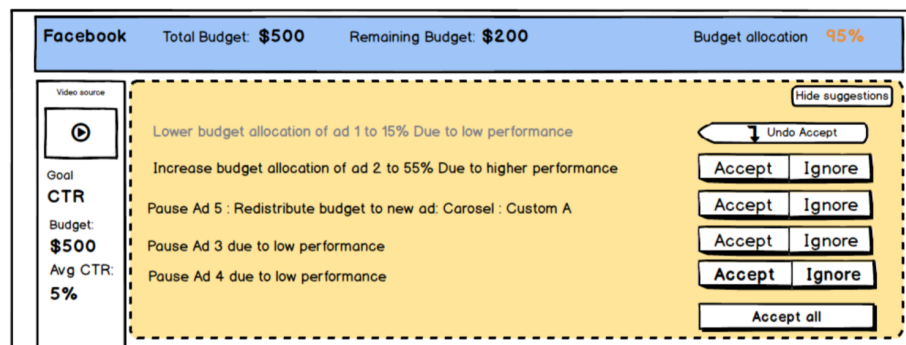 Facebook Total Budget: $500 Remaining Budget: $200 Budget allocation 95%
Video source
Goal
CTR
Budget:
$500
Avg CTR:
5%
Hide suggestions
Lower budget allocation of ad 1 to 15% Due to low performance Undo Accept
Increase budget allocation of ad 2 to 55% Due to higher performance Accept Ignore
Pause Ad 5 : Redistribute budget to new ad: Carosel : Custom A Accept Ignore
Pause Ad 3 due to low performance Accept Ignore
Pause Ad 4 due to low performance Accept Ignore
Accept all